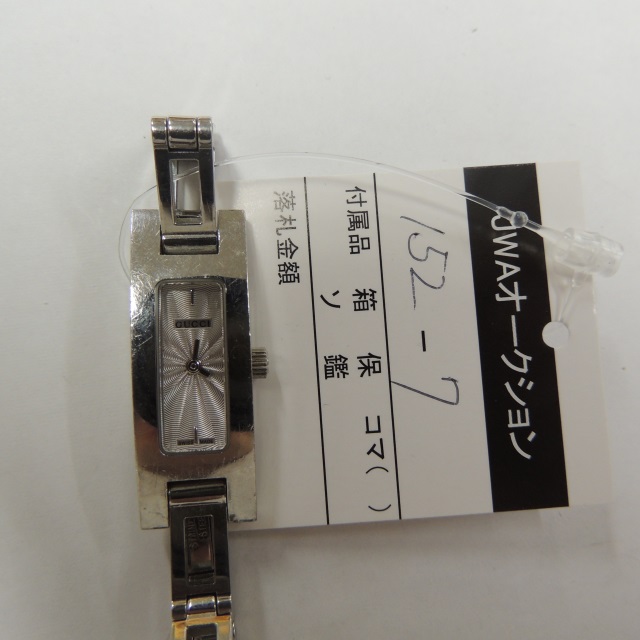 JWAオークション
152-7
付属品 箱 保 コマ( )
ソ 鑑
落札金額
GUCCI